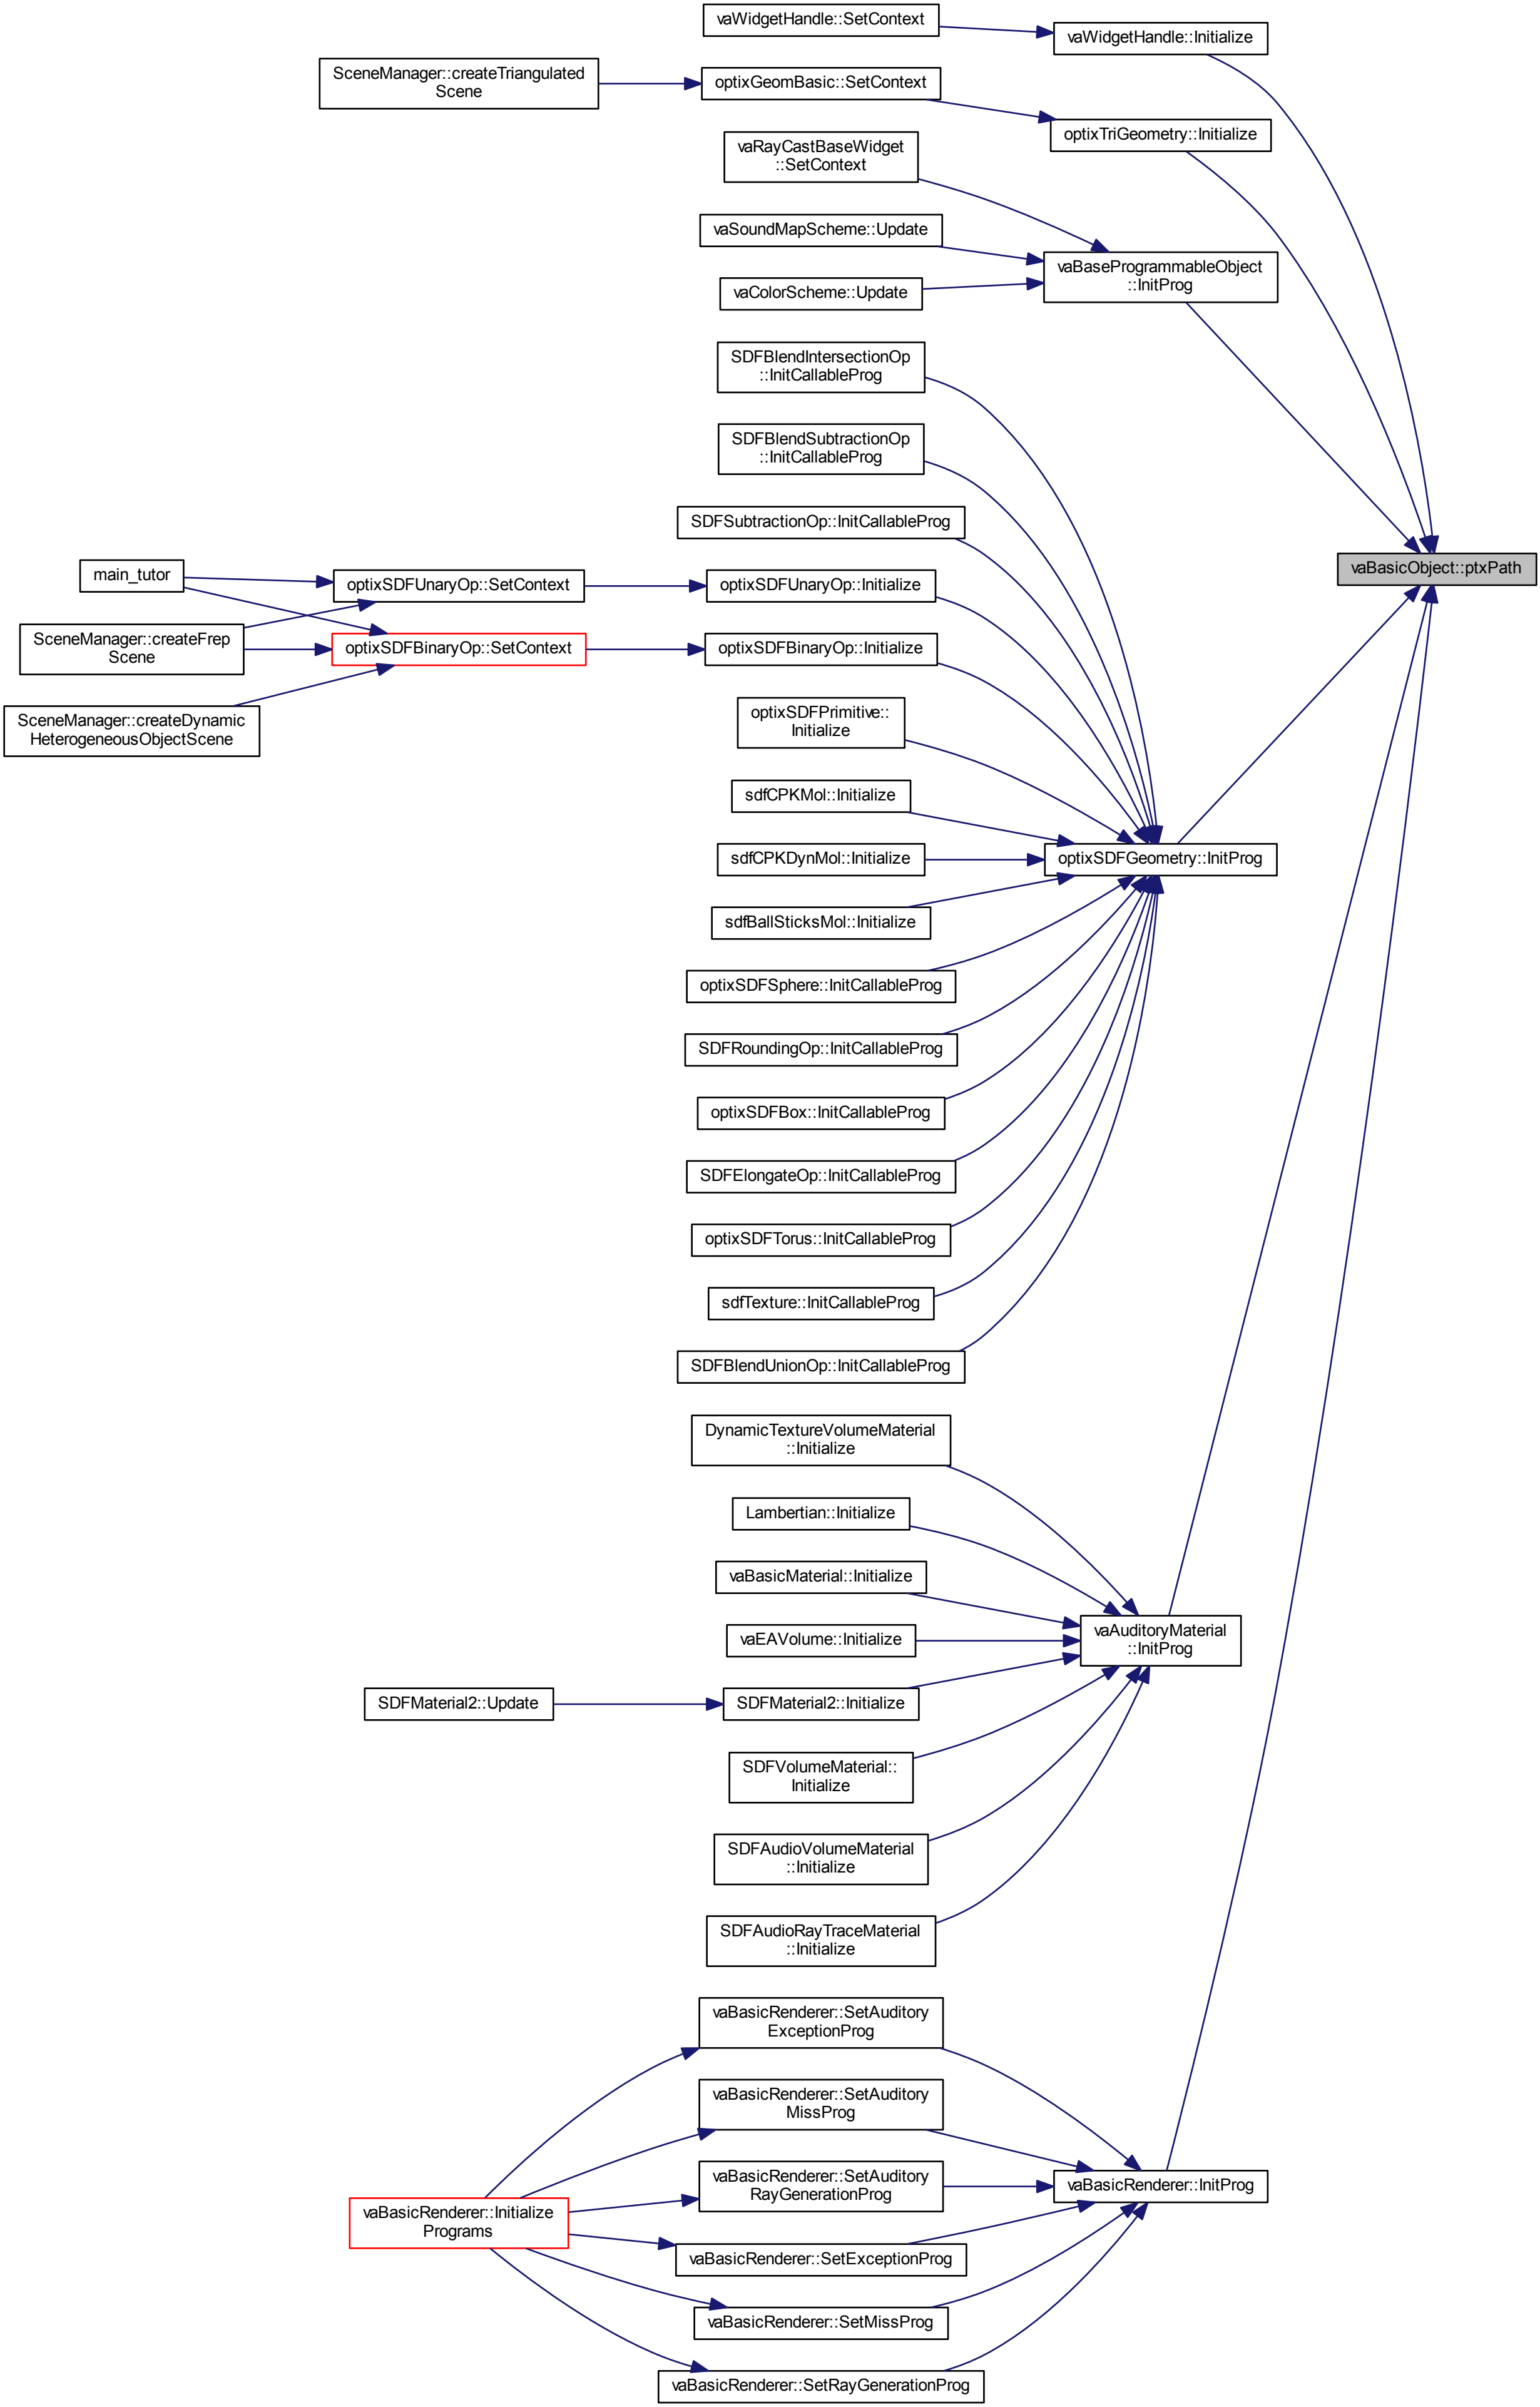 vaWidgetHandle::SetContext
vaWidgetHandle::Initialize
SceneManager::createTriangulated
Scene
optixGeomBasic::SetContext
optixTriGeometry::Initialize
vaRayCastBaseWidget
::SetContext
vaSoundMapScheme::Update
vaBaseProgrammableObject
::InitProg
vaColorScheme::Update
SDFBlendIntersectionOp
::InitCallableProg
SDFBlendSubtractionOp
::InitCallableProg
SDFSubtractionOp::InitCallableProg
vaBasicObject::ptxPath
main_tutor
optixSDFUnaryOp::SetContext
optixSDFUnaryOp::Initialize
SceneManager::createFrep
Scene
optixSDFBinaryOp::SetContext
optixSDFBinaryOp::Initialize
SceneManager::createDynamic
HeterogeneousObjectScene
optixSDFPrimitive::
Initialize
sdfCPKMol::Initialize
sdfCPKDynMol::Initialize
optixSDFGeometry::InitProg
sdfBallSticksMol::Initialize
optixSDFSphere::InitCallableProg
SDFRoundingOp::InitCallableProg
optixSDFBox::InitCallableProg
SDFElongateOp::InitCallableProg
optixSDFTorus::InitCallableProg
sdfTexture::InitCallableProg
SDFBlendUnionOp::InitCallableProg
DynamicTextureVolumeMaterial
::Initialize
Lambertian::Initialize
vaBasicMaterial::Initialize
vaEAVolume::Initialize
vaAuditoryMaterial
::InitProg
SDFMaterial2::Update
SDFMaterial2::Initialize
SDFVolumeMaterial::
Initialize
SDFAudioVolumeMaterial
::Initialize
SDFAudioRayTraceMaterial
::Initialize
vaBasicRenderer::SetAuditory
ExceptionProg
vaBasicRenderer::SetAuditory
MissProg
vaBasicRenderer::SetAuditory
RayGenerationProg
vaBasicRenderer::InitProg
vaBasicRenderer::Initialize
Programs
vaBasicRenderer::SetExceptionProg
vaBasicRenderer::SetMissProg
vaBasicRenderer::SetRayGenerationProg